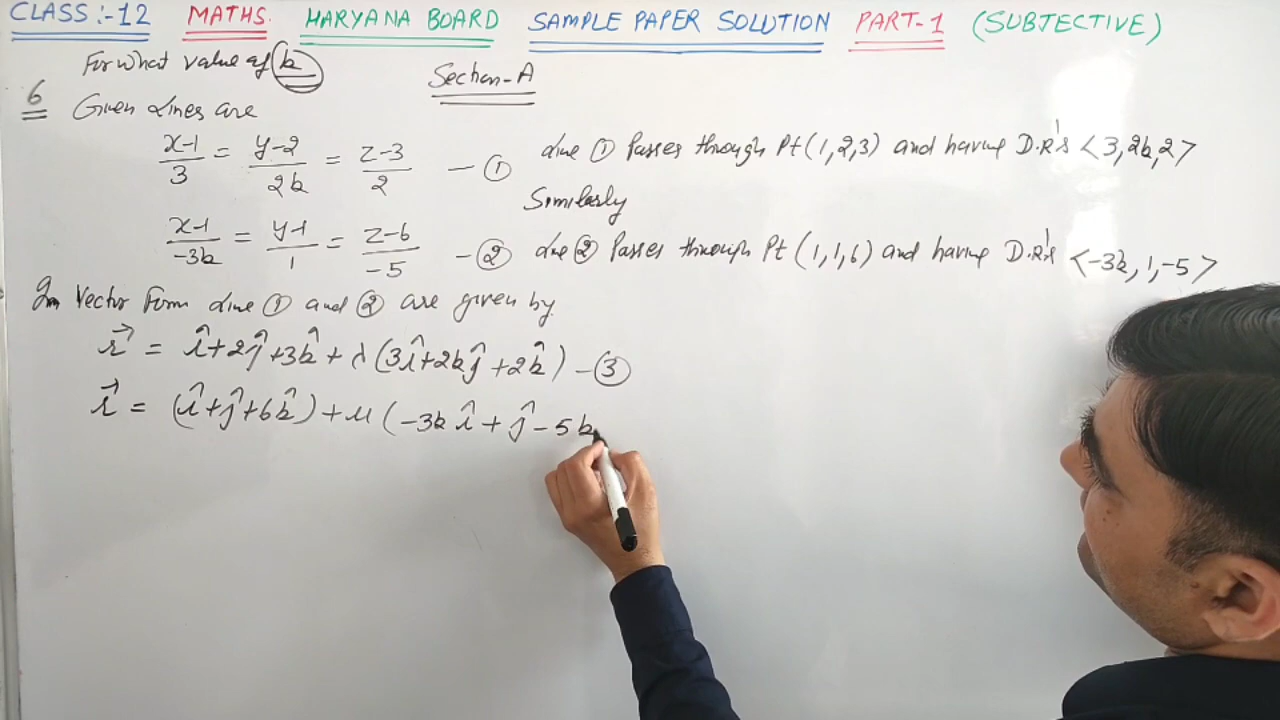 CLASS :- 12 MATHS. HARYANA BOARD SAMPLE PAPER SOLUTION PART-1 (SUBJECTIVE)
For what value of k
Section-A
6 Given Lines are
x-1/3 = y-2/2k = z-3/2 - ①
Line ① Passes through Pt (1,2,3) and having D.R's <3,2k,2>
Similarly
x-1/-3k = y-1/1 = z-6/-5 - ②
Line ② Passes through Pt (1,1,6) and having D.R's <-3k, 1, -5>
In Vector Form Line ① and ② are given by
r⃗ = î+2ĵ+3k̂ + λ(3î+2kĵ+2k̂) - ③
r⃗ = (î+ĵ+6k̂) + μ(-3k î + ĵ - 5k